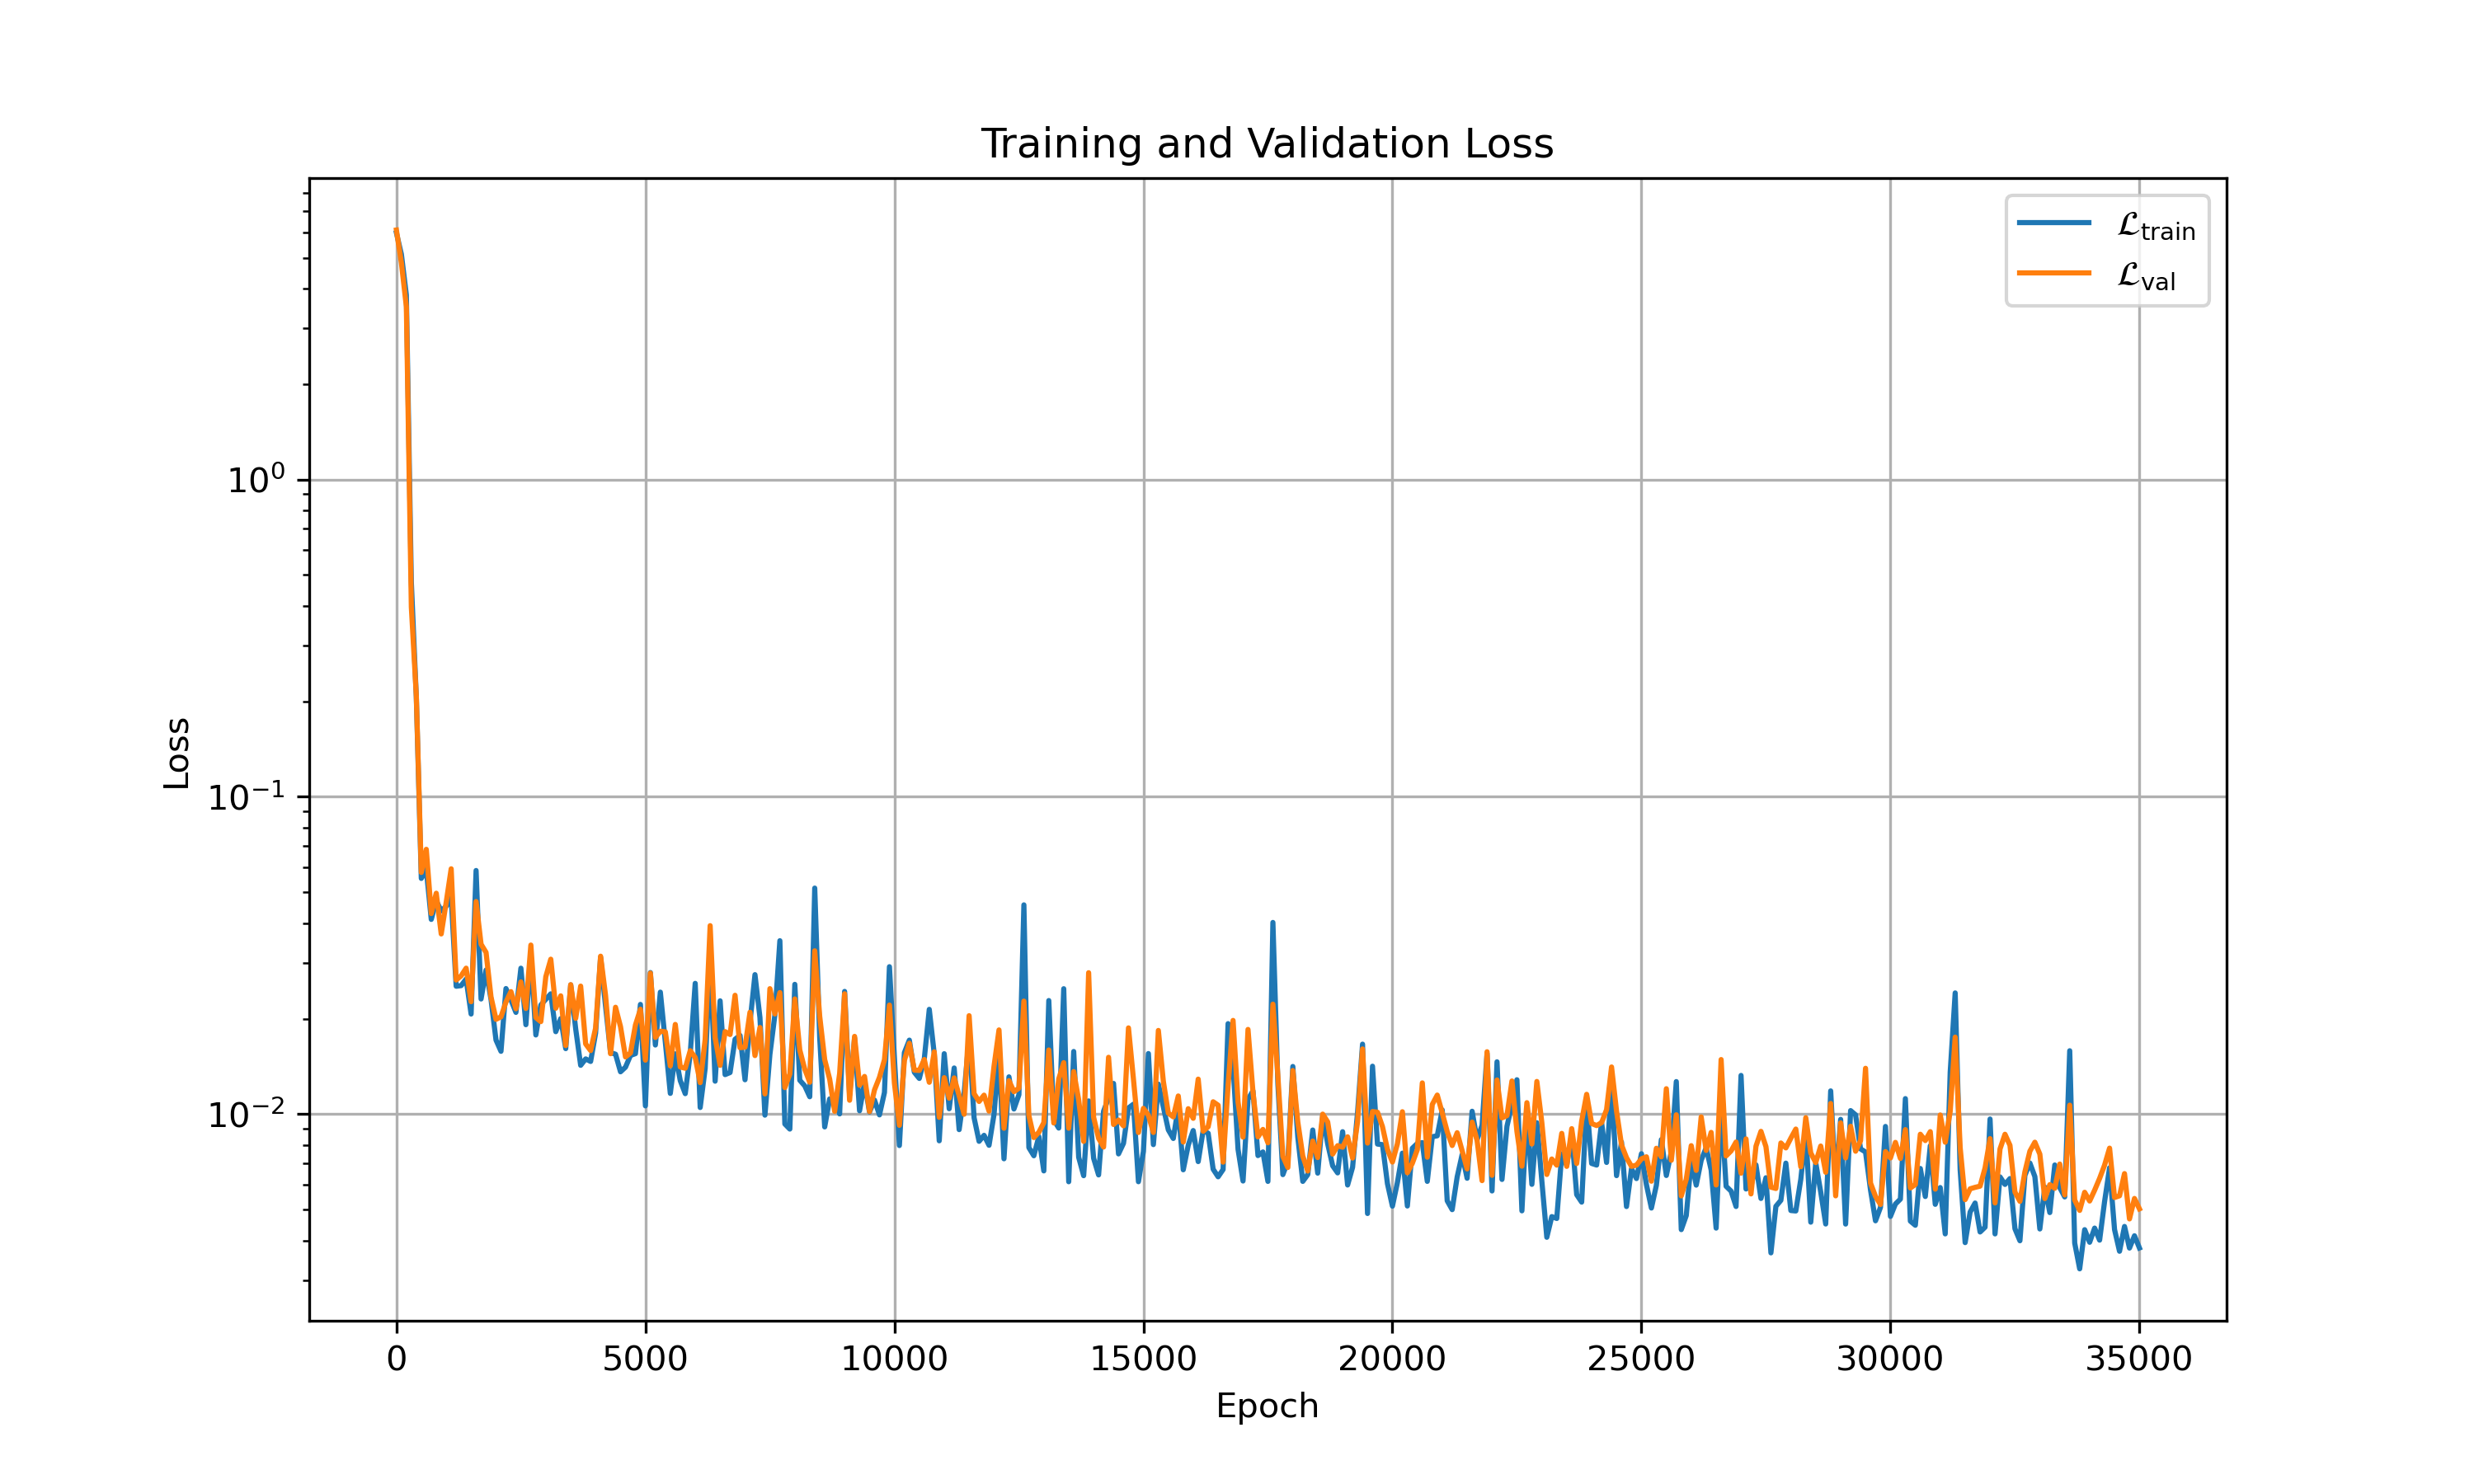 Training and Validation Loss
ℒtrain
ℒval
10⁰
10⁻¹
10⁻²
Loss
0 5000 10000 15000 20000 25000 30000 35000
Epoch